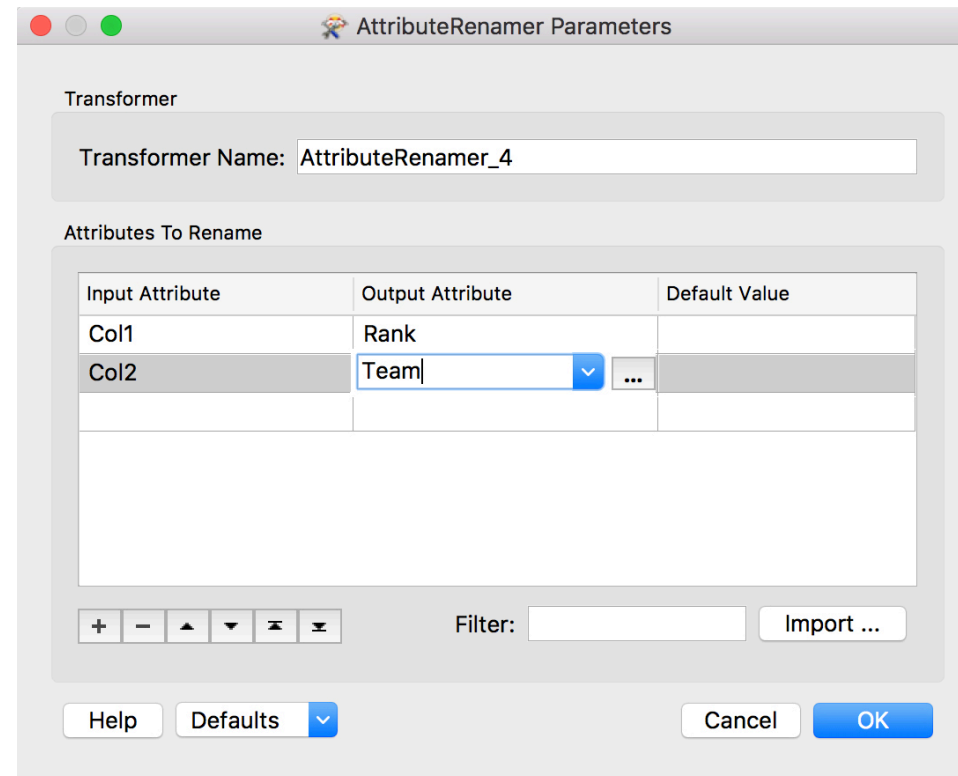 AttributeRenamer Parameters
Transformer
Transformer Name: AttributeRenamer_4
Attributes To Rename
Input Attribute Output Attribute Default Value
Col1 Rank
Col2 Team ...
Filter: Import ...
Help Defaults Cancel OK